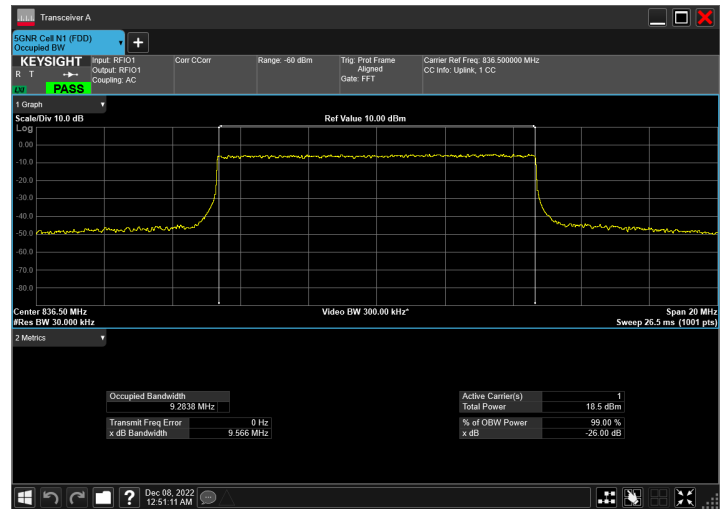 Transceiver A
5GNR Cell N1 (FDD)
Occupied BW
KEYSIGHT
R T
LXI
PASS
Input: RFIO1
Output: RFIO1
Coupling: AC
Corr CCorr
Range: -60 dBm
Trig: Prot Frame
Aligned
Gate: FFT
Carrier Ref Freq: 836.500000 MHz
CC Info: Uplink, 1 CC
1 Graph
Scale/Div 10.0 dB
Ref Value 10.00 dBm
Log
0.00
-10.0
-20.0
-30.0
-40.0
-50.0
-60.0
-70.0
-80.0
Center 836.50 MHz
Video BW 300.00 kHz*
Span 20 MHz
#Res BW 30.000 kHz
Sweep 26.5 ms (1001 pts)
2 Metrics
Occupied Bandwidth
9.2838 MHz
Transmit Freq Error 0 Hz
x dB Bandwidth 9.566 MHz
Active Carrier(s) 1
Total Power 18.5 dBm
% of OBW Power 99.00 %
x dB -26.00 dB
?
Dec 08, 2022
12:51:11 AM